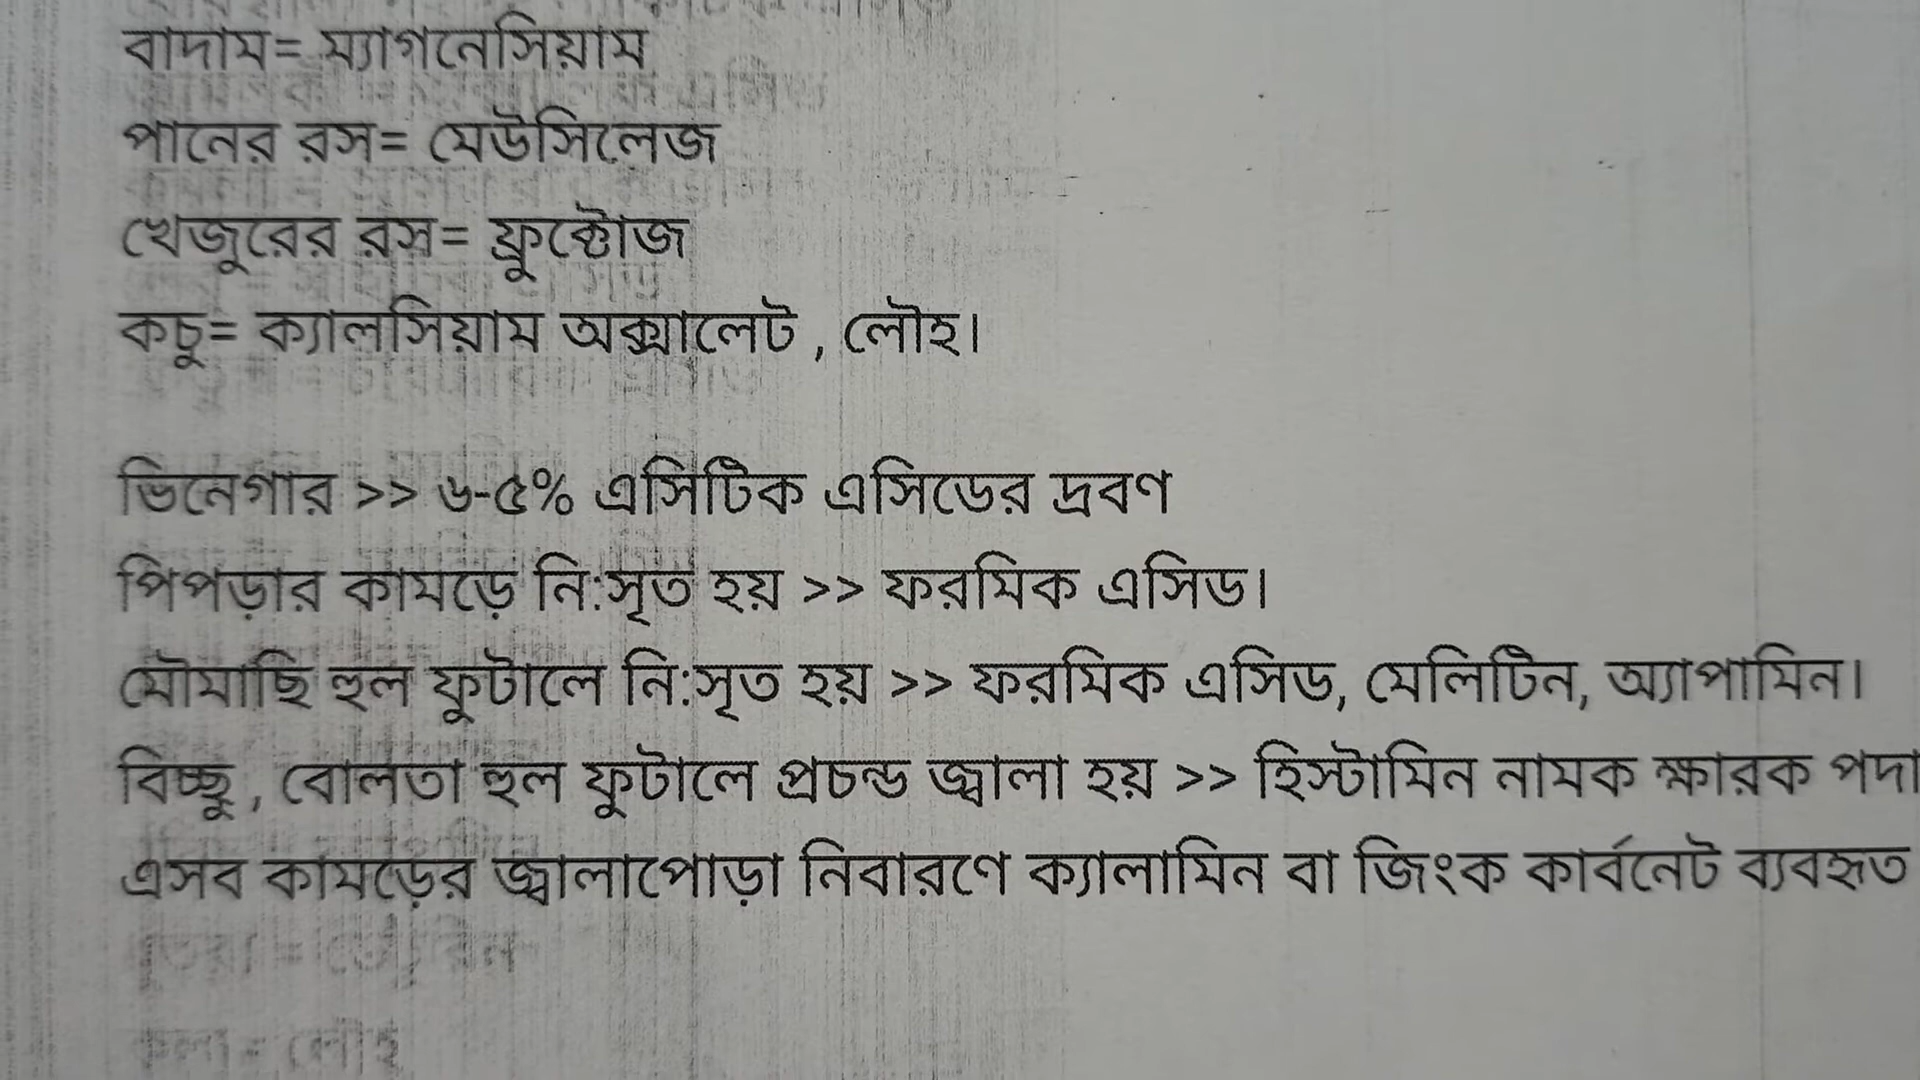 বাদাম= ম্যাগনেসিয়াম
পানের রস= মেউসিলেজ
খেজুরের রস= ফ্রুক্টোজ
কচু= ক্যালসিয়াম অক্সালেট , লৌহ।
ভিনেগার >> ৬-৫% এসিটিক এসিডের দ্রবণ
পিপড়ার কামড়ে নি:সৃত হয় >> ফরমিক এসিড।
মৌমাছি হুল ফুটালে নি:সৃত হয় >> ফরমিক এসিড, মেলিটিন, অ্যাপামিন।
বিচ্ছু , বোলতা হুল ফুটালে প্রচন্ড জ্বালা হয় >> হিস্টামিন নামক ক্ষারক পদা
এসব কামড়ের জ্বালাপোড়া নিবারণে ক্যালামিন বা জিংক কার্বনেট ব্যবহৃত